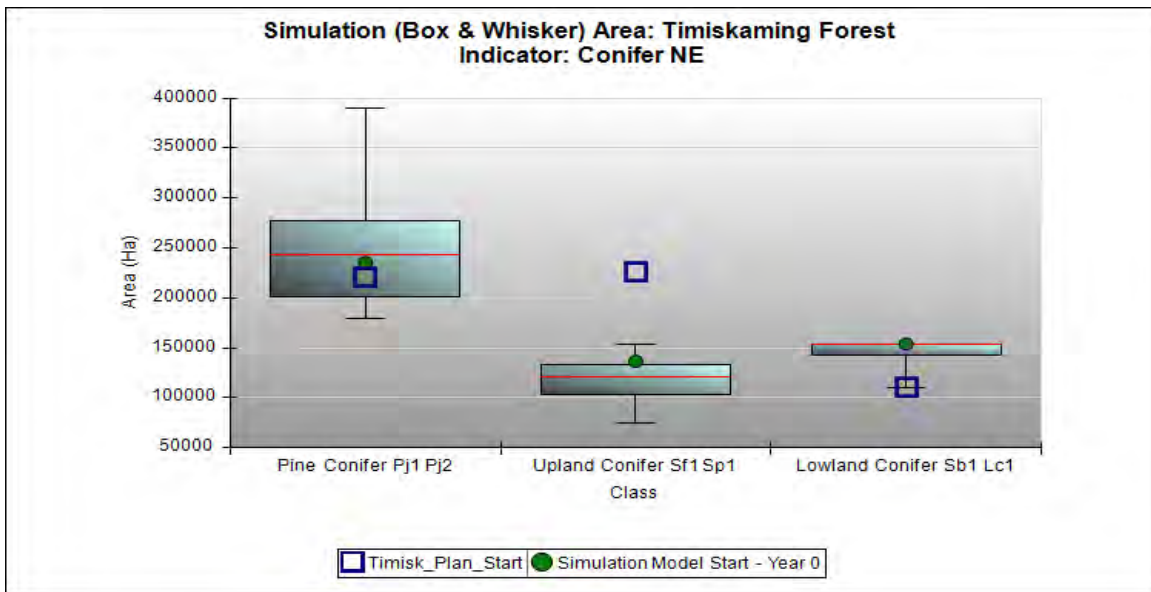 Simulation (Box & Whisker) Area: Timiskaming Forest
Indicator: Conifer NE
400000
350000
300000
250000
200000
150000
100000
50000
Area (Ha)
Pine Conifer Pj1 Pj2
Upland Conifer Sf1 Sp1
Lowland Conifer Sb1 Lc1
Class
Timisk_Plan_Start
Simulation Model Start - Year 0